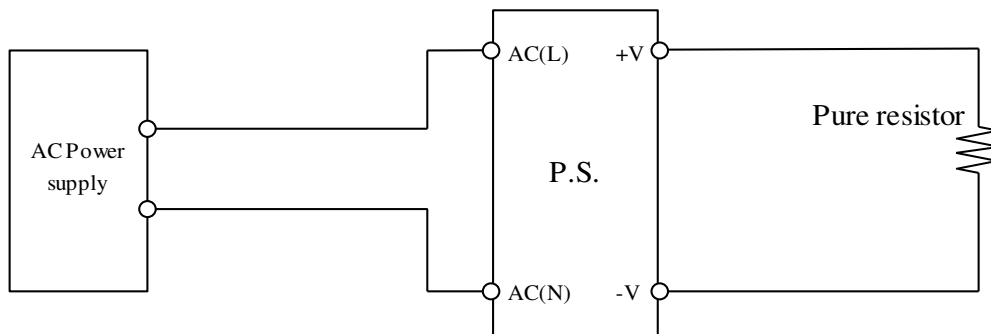 AC Power
supply
AC(L)
+V
P.S.
AC(N)
-V
Pure resistor